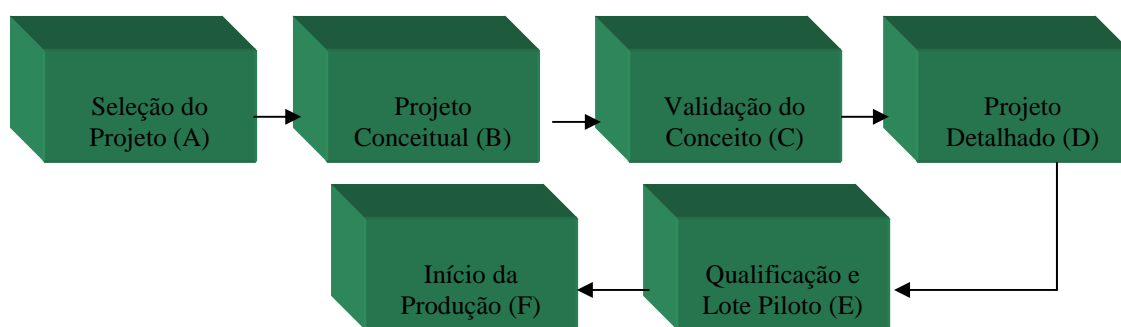 Seleção do
Projeto (A)
Projeto
Conceitual (B)
Validação do
Conceito (C)
Projeto
Detalhado (D)
Qualificação e
Lote Piloto (E)
Início da
Produção (F)